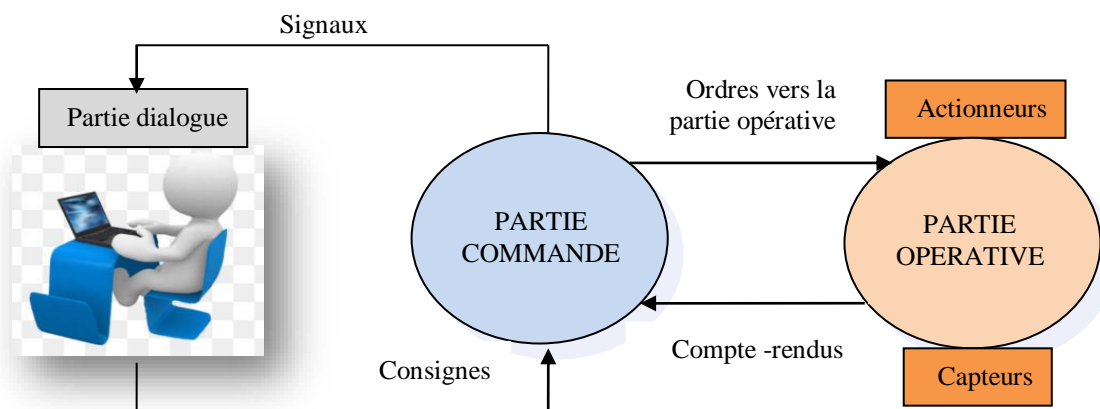 Signaux
Partie dialogue
Ordres vers la
partie opérative
Actionneurs
PARTIE
COMMANDE
PARTIE
OPERATIVE
Consignes
Compte -rendus
Capteurs